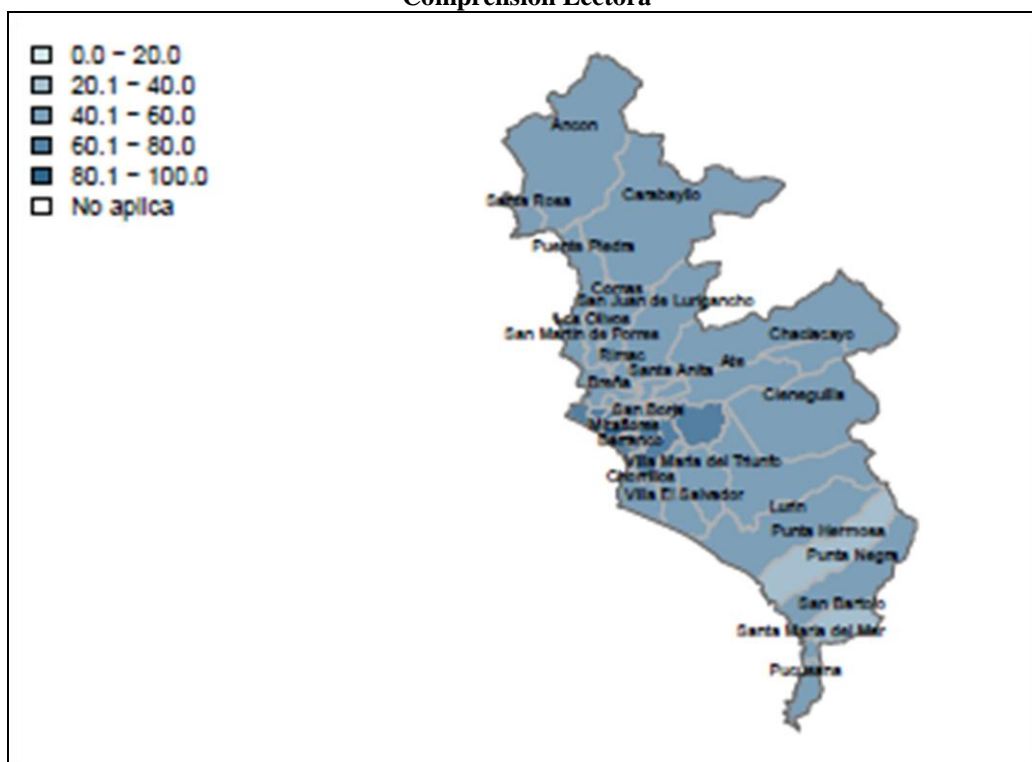 Comprensión Lectora
0.0 - 20.0
20.1 - 40.0
40.1 - 60.0
60.1 - 80.0
80.1 - 100.0
No aplica
Ancon
Santa Rosa
Carabayllo
Puente Piedra
Comas
San Juan de Lurigancho
Los Olivos
San Martin de Porres
Chaclacayo
Rimac
Ate
Santa Anita
Breña
Cieneguilla
San Borja
Miraflores
Barranco
Villa Maria del Triunfo
Chorrillos
Villa El Salvador
Lurin
Punta Hermosa
Punta Negra
San Bartolo
Santa Maria del Mar
Pucusana